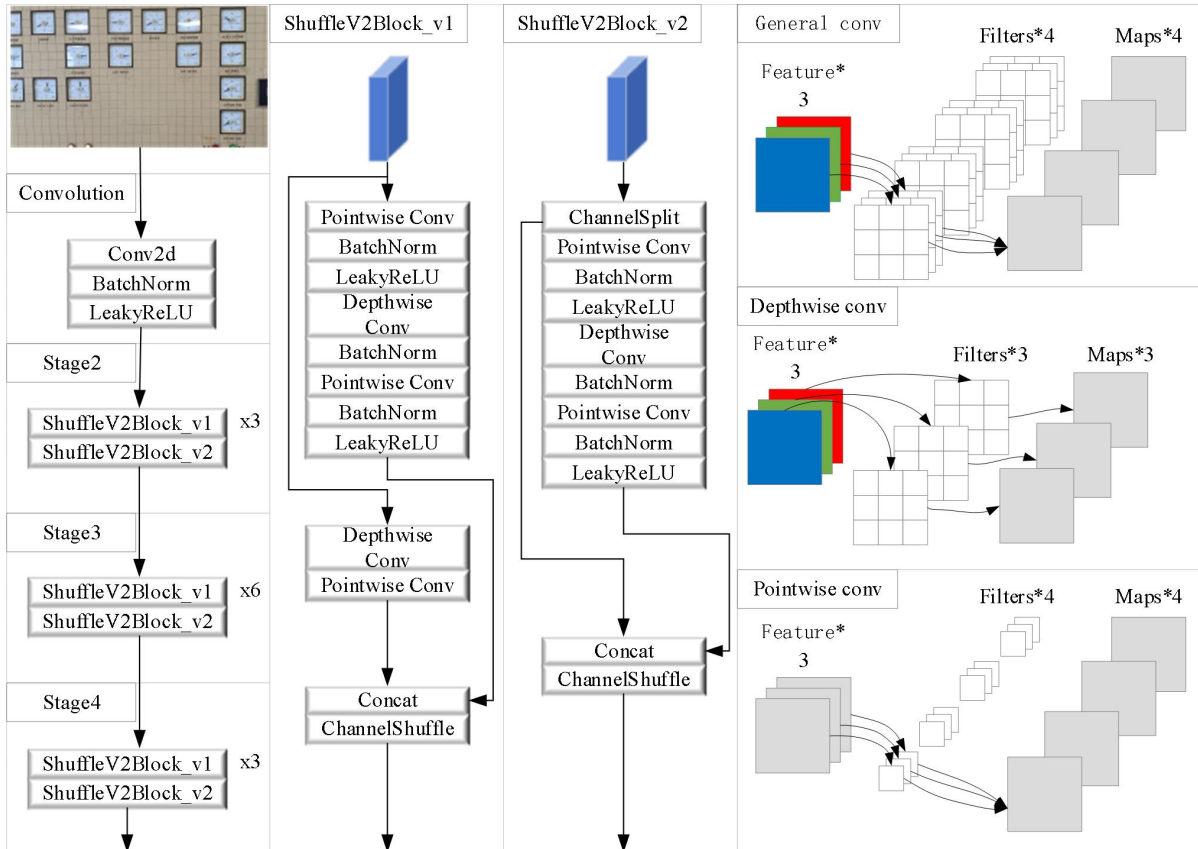 Convolution
Conv2d
BatchNorm
LeakyReLU
Stage2
ShuffleV2Block_v1
x3
ShuffleV2Block_v2
Stage3
ShuffleV2Block_v1
x6
ShuffleV2Block_v2
Stage4
ShuffleV2Block_v1
x3
ShuffleV2Block_v2
ShuffleV2Block_v1
Pointwise Conv
BatchNorm
LeakyReLU
Depthwise
Conv
BatchNorm
Pointwise Conv
BatchNorm
LeakyReLU
Depthwise
Conv
Pointwise Conv
Concat
ChannelShuffle
ShuffleV2Block_v2
ChannelSplit
Pointwise Conv
BatchNorm
LeakyReLU
Depthwise
Conv
BatchNorm
Pointwise Conv
BatchNorm
LeakyReLU
Concat
ChannelShuffle
General conv
Filters*4
Maps*4
Feature*
3
Depthwise conv
Feature*
3
Filters*3
Maps*3
Pointwise conv
Filters*4
Maps*4
Feature*
3